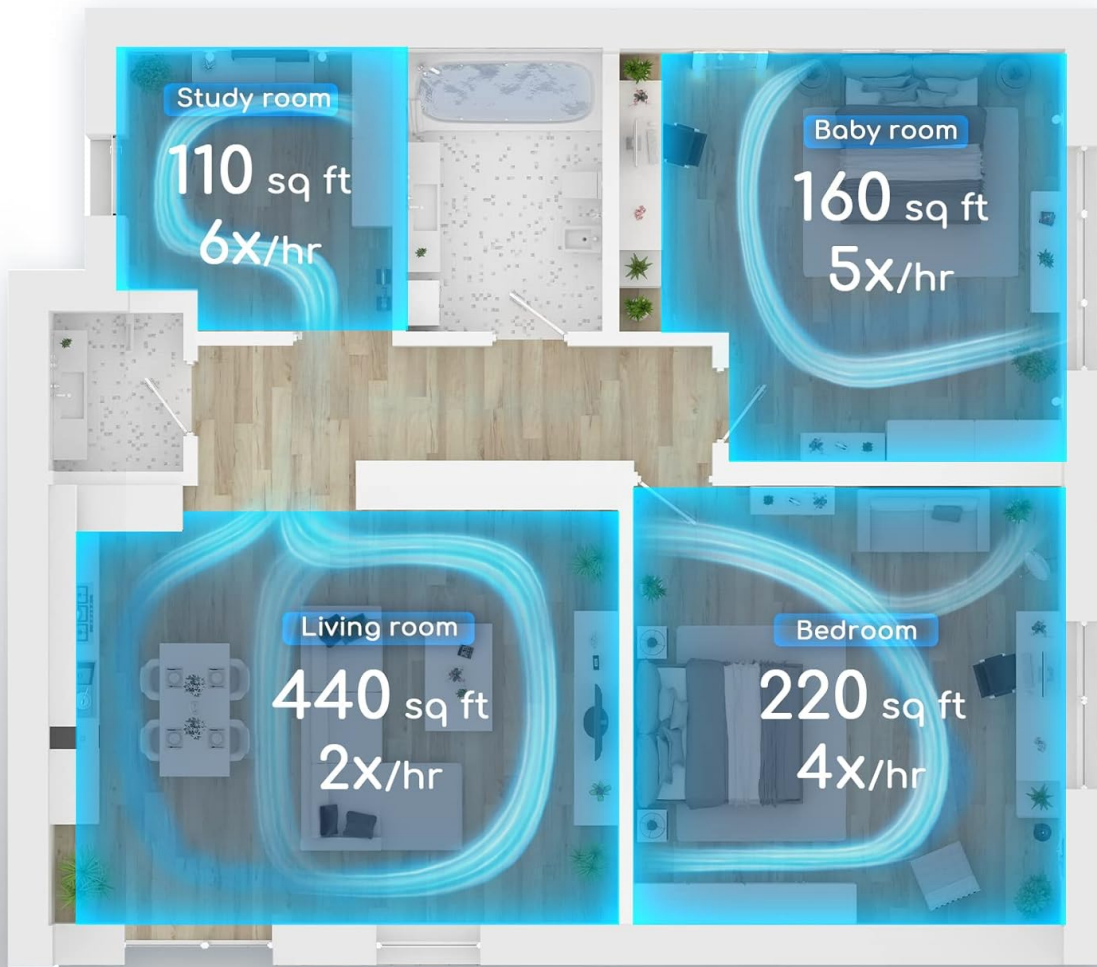 Study room
110 sq ft
6x/hr
Baby room
160 sq ft
5x/hr
Living room
440 sq ft
2x/hr
Bedroom
220 sq ft
4x/hr